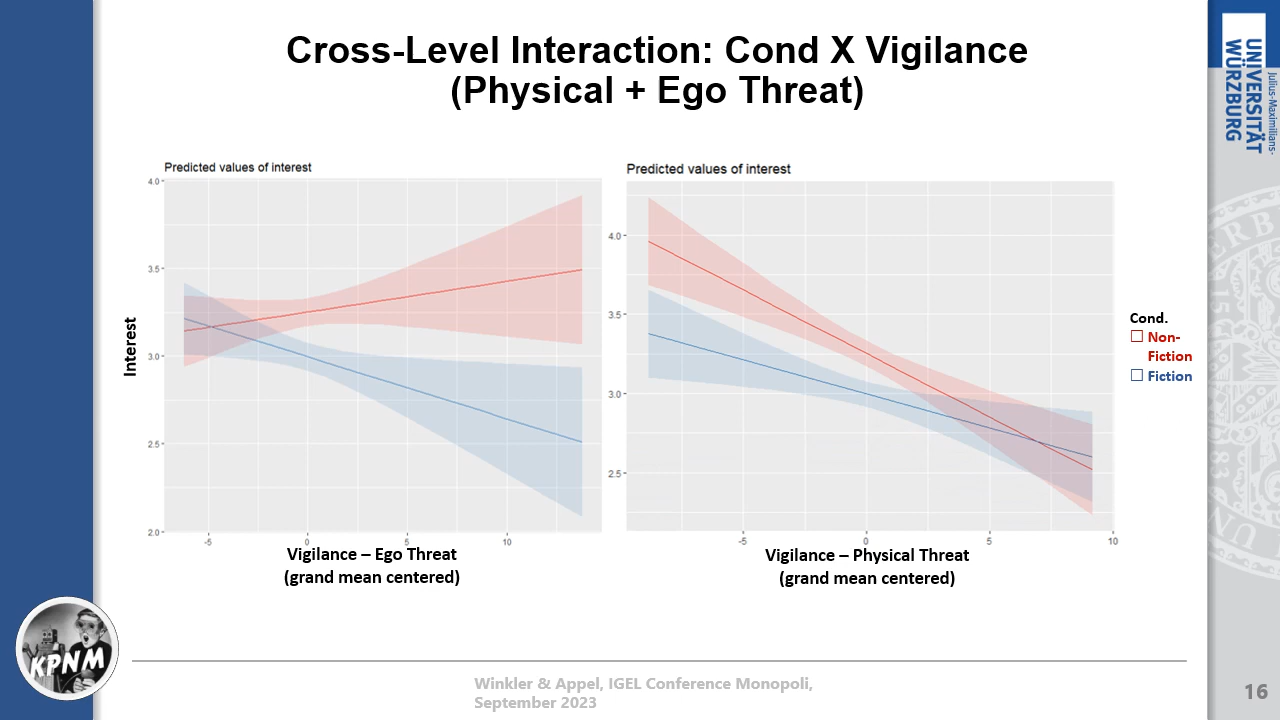 Cross-Level Interaction: Cond X Vigilance
(Physical + Ego Threat)
UNIVERSITÄT
WÜRZBURG
Julius-Maximilians-
Predicted values of interest
4.0
3.5
3.0
2.5
2.0
Interest
-5
0
5
10
Vigilance – Ego Threat
(grand mean centered)
Predicted values of interest
4.0
3.5
3.0
2.5
-5
0
5
10
Vigilance – Physical Threat
(grand mean centered)
Cond.
Non-
Fiction
Fiction
KPNM
Winkler & Appel, IGEL Conference Monopoli,
September 2023
16